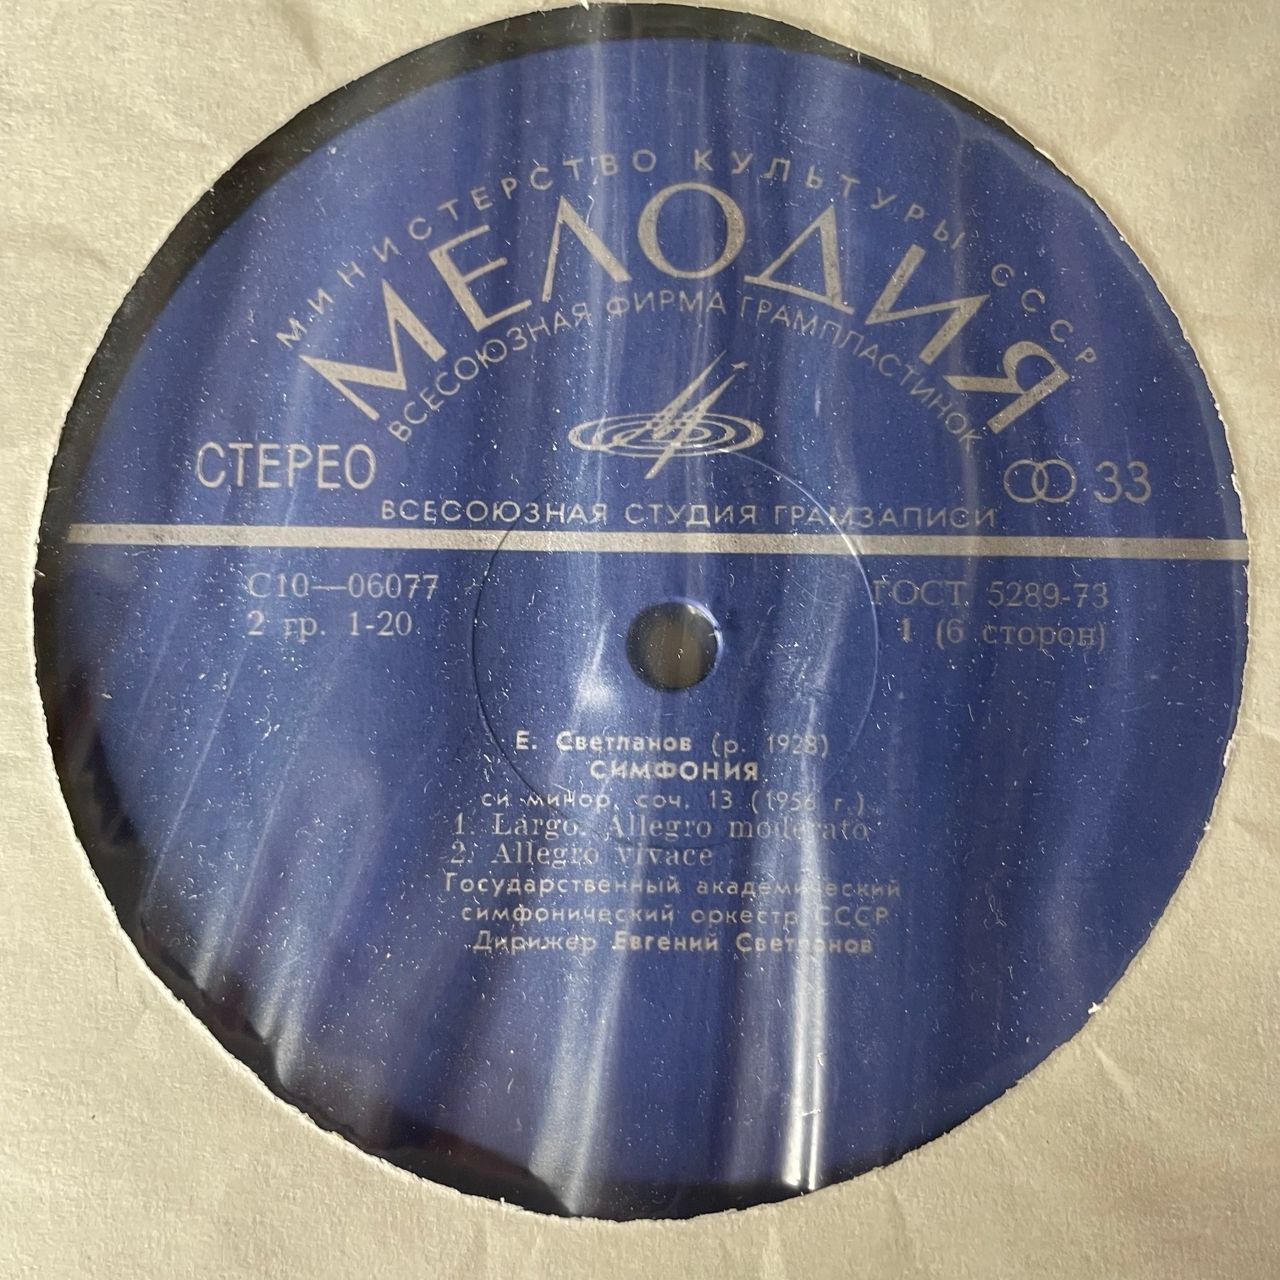 МИНИСТЕРСТВО КУЛЬТУРЫ СССР
МЕЛОДИЯ
ВСЕСОЮЗНАЯ ФИРМА ГРАМПЛАСТИНОК
СТЕРЕО
33
ВСЕСОЮЗНАЯ СТУДИЯ ГРАМЗАПИСИ
С10—06077
ГОСТ 5289-73
2 гр. 1-20
1 (6 сторон)
Е. Светланов (р. 1928)
СИМФОНИЯ
си минор, соч. 13 (1956 г.)
1. Largo. Allegro moderato
2. Allegro vivace
Государственный академический
симфонический оркестр СССР
Дирижер Евгений Светланов